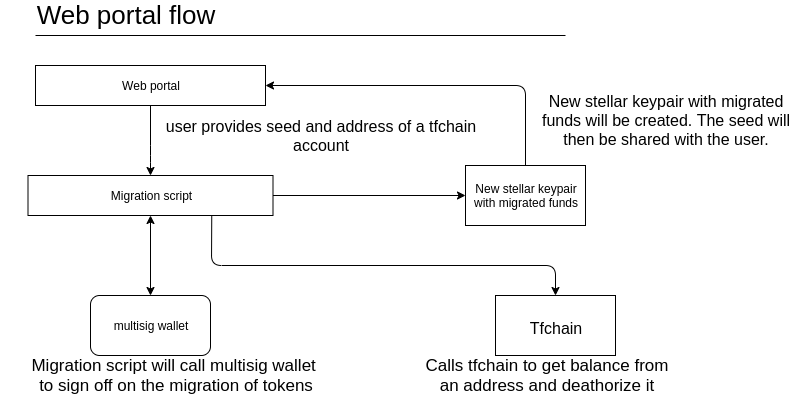 Web portal flow
Web portal
New stellar keypair with migrated
funds will be created. The seed will
then be shared with the user.
user provides seed and address of a tfchain
account
Migration script
New stellar keypair
with migrated funds
multisig wallet
Tfchain
Migration script will call multisig wallet
to sign off on the migration of tokens
Calls tfchain to get balance from
an address and deathorize it